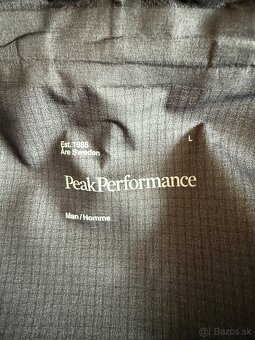 Est. 1986
Åre Sweden
L
PeakPerformance
Man/Homme
Bazos.sk